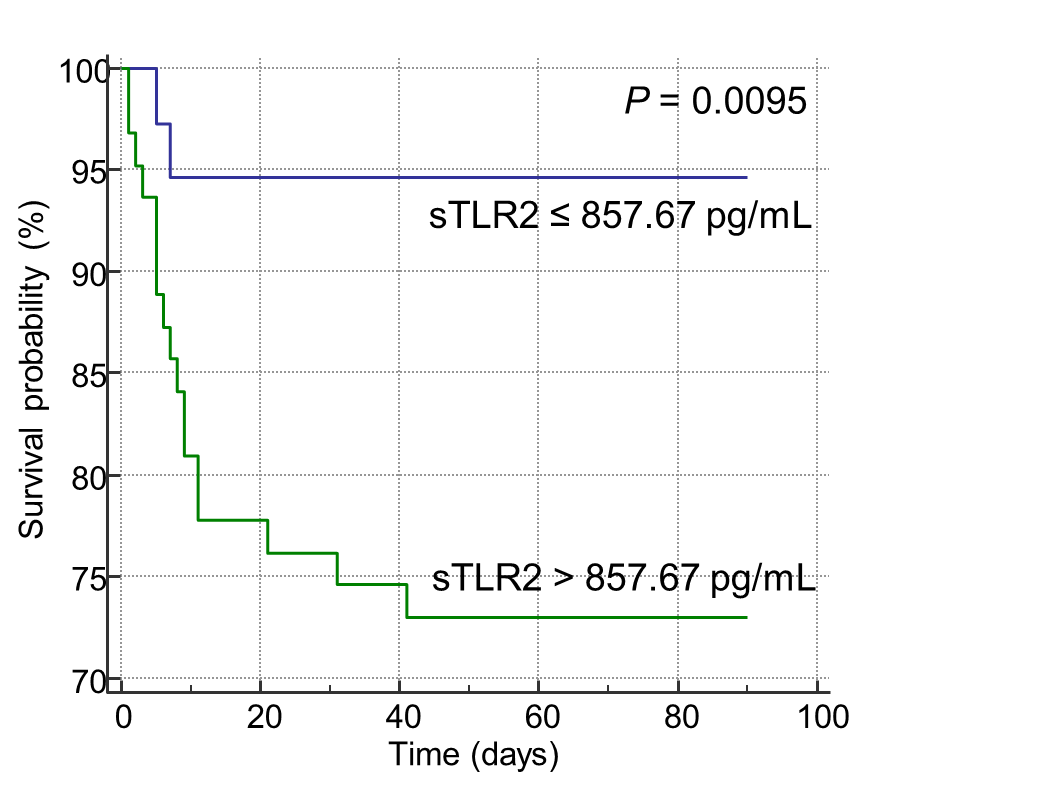 100
P = 0.0095
95
sTLR2 ≤ 857.67 pg/mL
90
85
80
75
sTLR2 > 857.67 pg/mL
70
Survival probability (%)
0 20 40 60 80 100
Time (days)